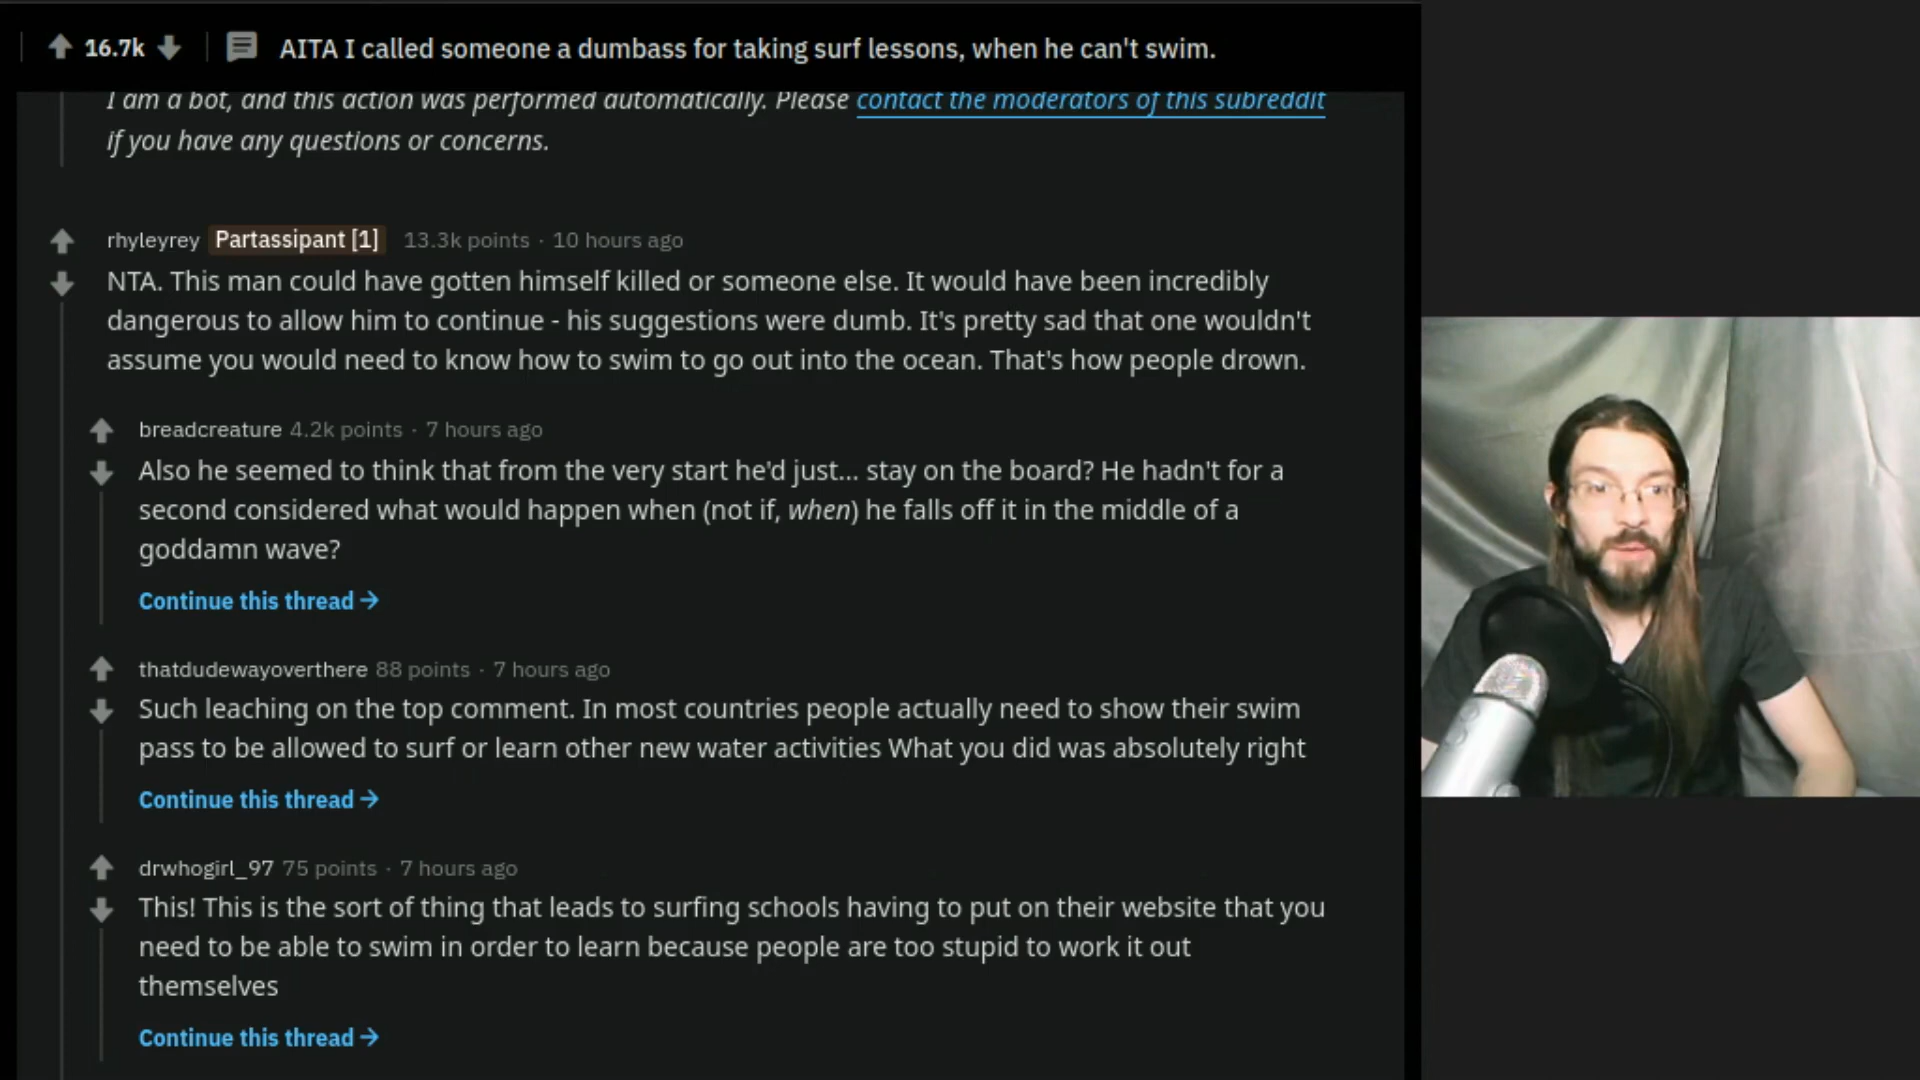 16.7k AITA I called someone a dumbass for taking surf lessons, when he can't swim.
I am a bot, and this action was performed automatically. Please contact the moderators of this subreddit
if you have any questions or concerns.
rhyleyrey Partassipant [1] 13.3k points · 10 hours ago
NTA. This man could have gotten himself killed or someone else. It would have been incredibly
dangerous to allow him to continue - his suggestions were dumb. It's pretty sad that one wouldn't
assume you would need to know how to swim to go out into the ocean. That's how people drown.
breadcreature 4.2k points · 7 hours ago
Also he seemed to think that from the very start he'd just... stay on the board? He hadn't for a
second considered what would happen when (not if, when) he falls off it in the middle of a
goddamn wave?
Continue this thread →
thatdudewayoverthere 88 points · 7 hours ago
Such leaching on the top comment. In most countries people actually need to show their swim
pass to be allowed to surf or learn other new water activities What you did was absolutely right
Continue this thread →
drwhogirl_97 75 points · 7 hours ago
This! This is the sort of thing that leads to surfing schools having to put on their website that you
need to be able to swim in order to learn because people are too stupid to work it out
themselves
Continue this thread →